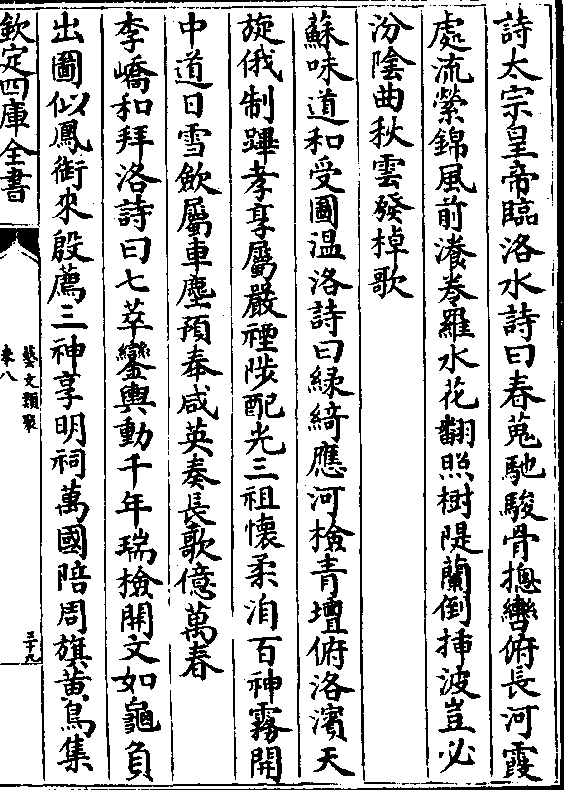 詩太宗皇帝臨洛水詩曰春蒐馳駿骨揔轡俯長河霞
處流縈錦風前漾卷羅水花翻照樹隄蘭倒揷波豈必
汾陰曲秋雲發棹歌
蘇味道和受圖温洛詩曰緑綺應河檢青壇俯洛濱天
旋俄制蹕孝享屬嚴禋陟配光三祖懷柔洎百神霧開
中道日雪斂屬車塵預奉咸英奏長歌億萬春
李嶠和拜洛詩曰七萃鑾輿動千年瑞檢開文如龜負
出圖似鳳銜來殷薦三神享明祠萬國陪周旗黄鳥集
欽定四庫全書
藝文類聚
卷八
三十九